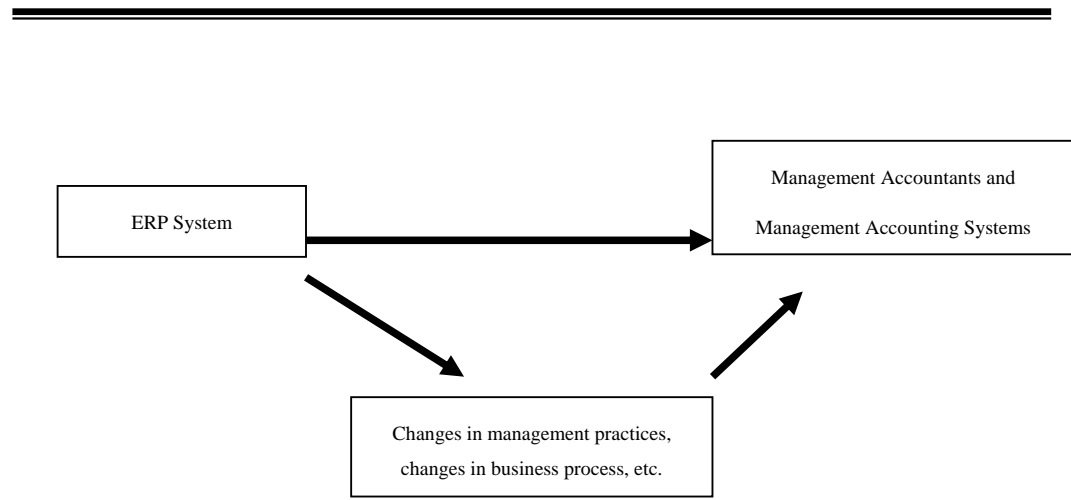 ERP System
Management Accountants and
Management Accounting Systems
Changes in management practices,
changes in business process, etc.